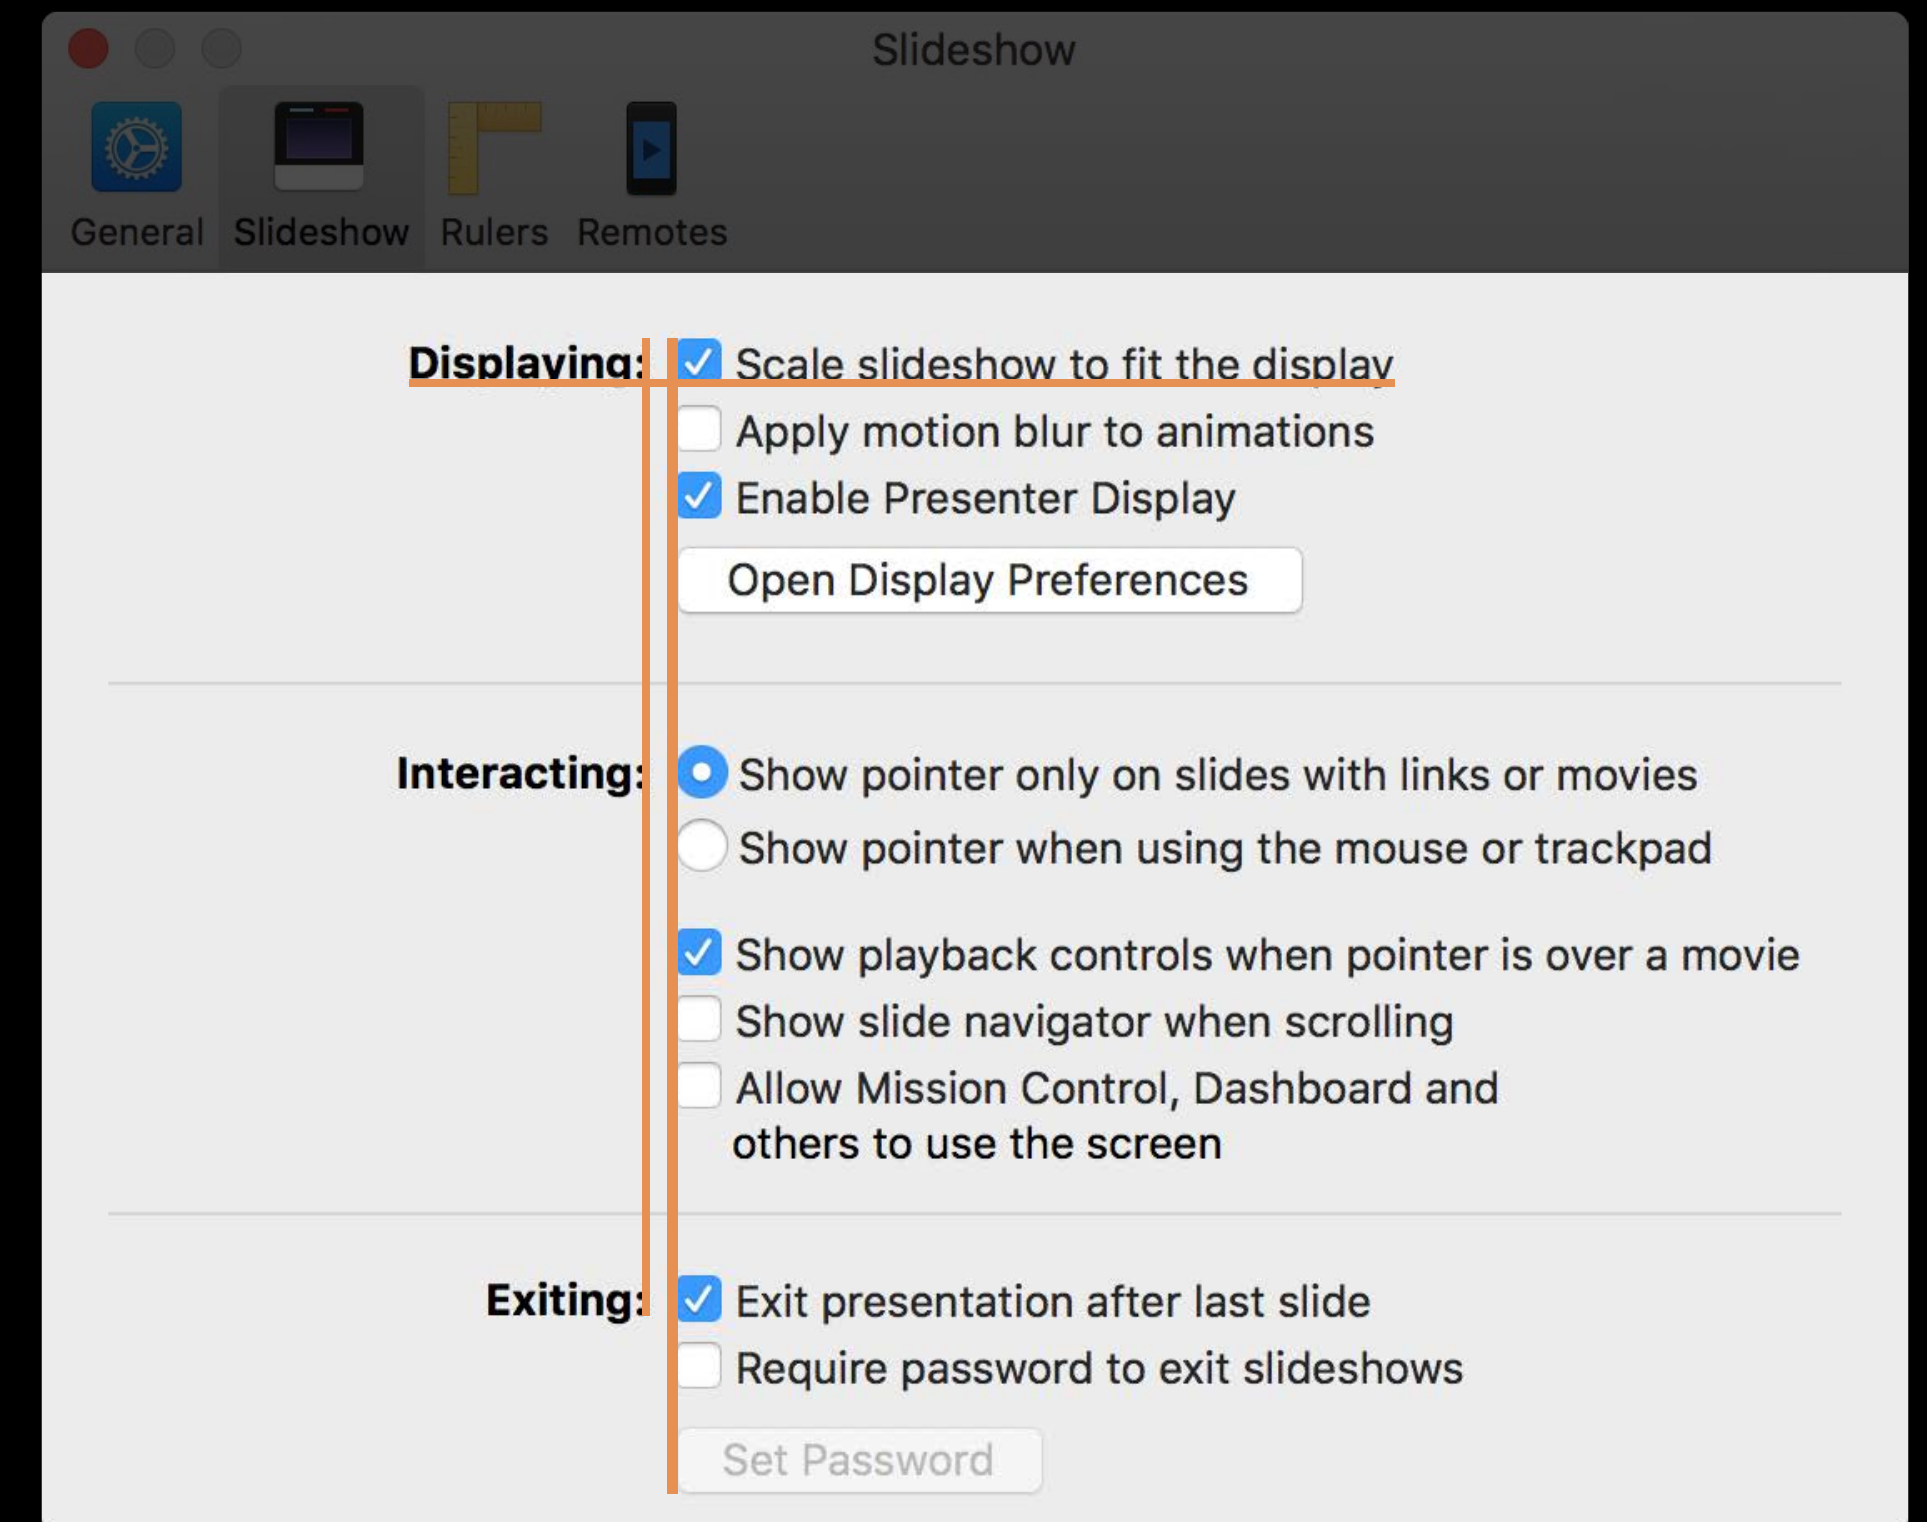 Slideshow
General Slideshow Rulers Remotes
Displaying: Scale slideshow to fit the display
Apply motion blur to animations
Enable Presenter Display
Open Display Preferences
Interacting: Show pointer only on slides with links or movies
Show pointer when using the mouse or trackpad
Show playback controls when pointer is over a movie
Show slide navigator when scrolling
Allow Mission Control, Dashboard and
others to use the screen
Exiting: Exit presentation after last slide
Require password to exit slideshows
Set Password